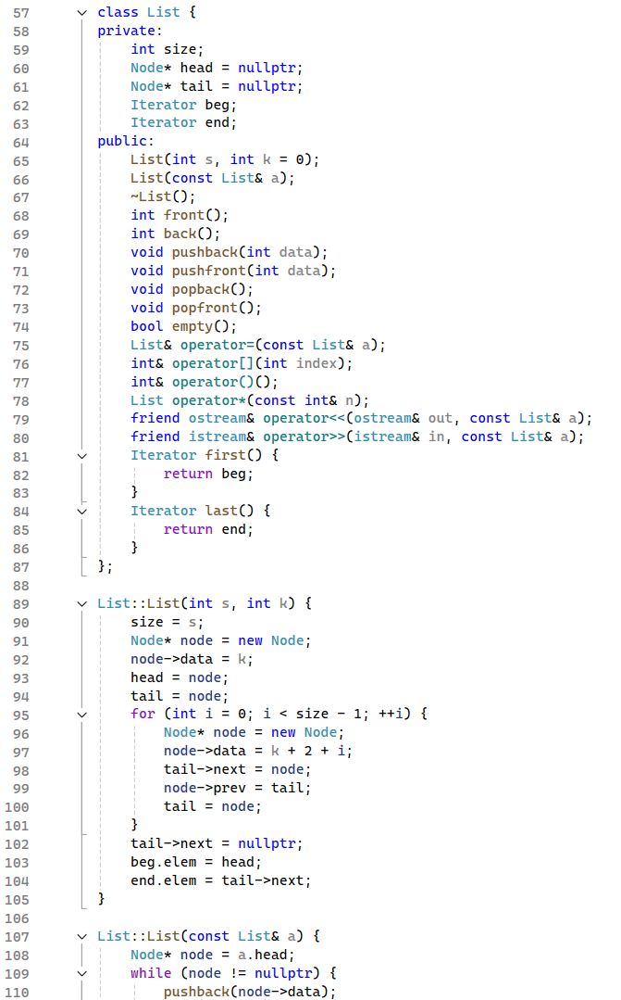 57 class List {
58 private:
59     int size;
60     Node* head = nullptr;
61     Node* tail = nullptr;
62     Iterator beg;
63     Iterator end;
64 public:
65     List(int s, int k = 0);
66     List(const List& a);
67     ~List();
68     int front();
69     int back();
70     void pushback(int data);
71     void pushfront(int data);
72     void popback();
73     void popfront();
74     bool empty();
75     List& operator=(const List& a);
76     int& operator[](int index);
77     int& operator()();
78     List operator*(const int& n);
79     friend ostream& operator<<(ostream& out, const List& a);
80     friend istream& operator>>(istream& in, const List& a);
81     Iterator first() {
82         return beg;
83     }
84     Iterator last() {
85         return end;
86     }
87 };
88
89 List::List(int s, int k) {
90     size = s;
91     Node* node = new Node;
92     node->data = k;
93     head = node;
94     tail = node;
95     for (int i = 0; i < size - 1; ++i) {
96         Node* node = new Node;
97         node->data = k + 2 + i;
98         tail->next = node;
99         node->prev = tail;
100         tail = node;
101     }
102     tail->next = nullptr;
103     beg.elem = head;
104     end.elem = tail->next;
105 }
106
107 List::List(const List& a) {
108     Node* node = a.head;
109     while (node != nullptr) {
110         pushback(node->data);